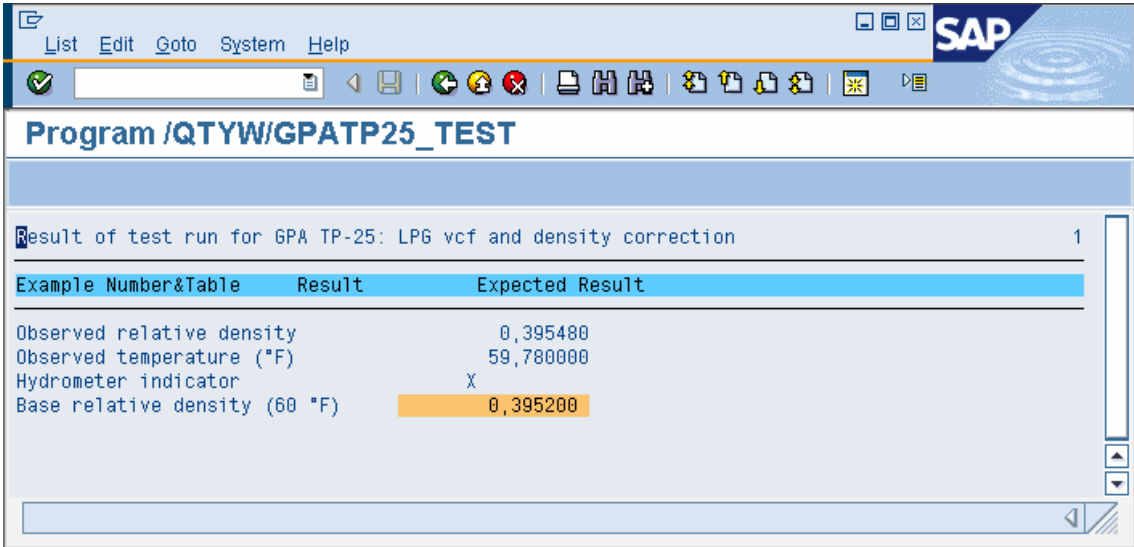 List Edit Goto System Help
SAP
Program /QTYW/GPATP25_TEST
Result of test run for GPA TP-25: LPG vcf and density correction 1
Example Number&Table Result Expected Result
Observed relative density 0,395480
Observed temperature (°F) 59,780000
Hydrometer indicator X
Base relative density (60 °F) 0,395200